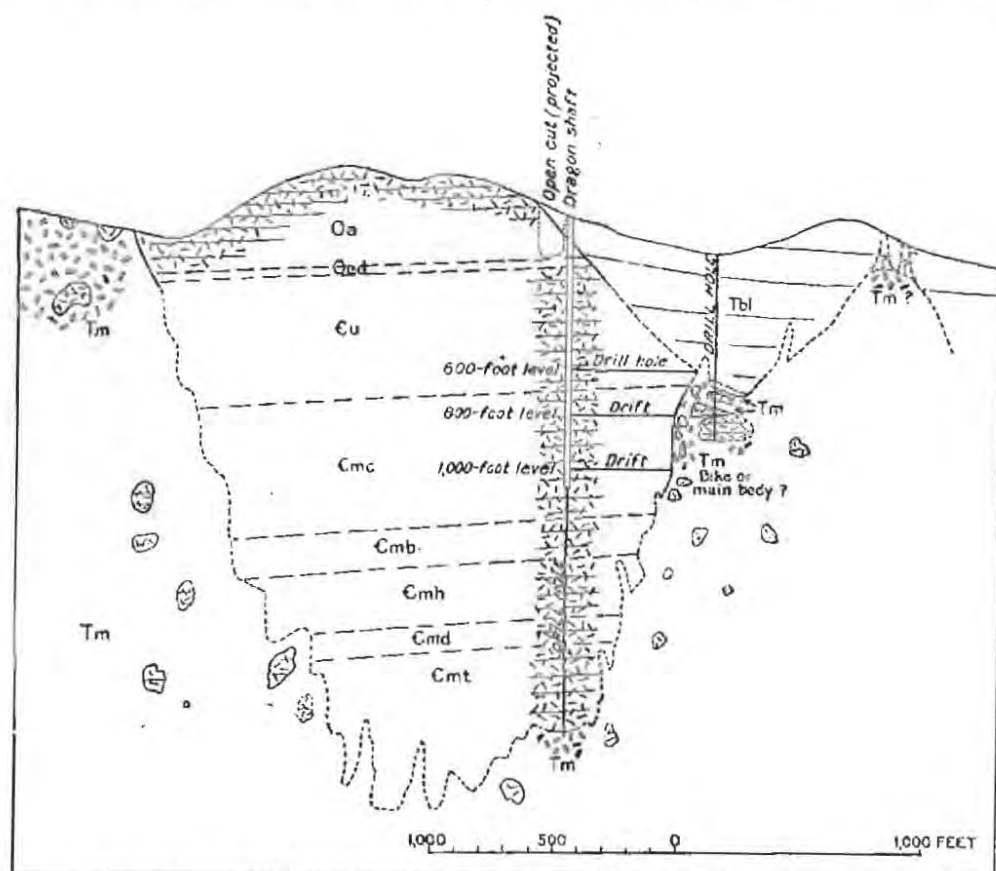 Open cut (projected)
Dragon shaft
Oa
Єu
Tbl
DRILL HOLE
Tm
Tm ?
600-foot level
Drill hole
800-foot level
Drift
Tm
Єmc
1,000-foot level
Drift
Tm
Dike or
main body ?
Єmb
Єmh
Tm
Єmd
Єmt
Tm
1,000
500
0
1,000 FEET